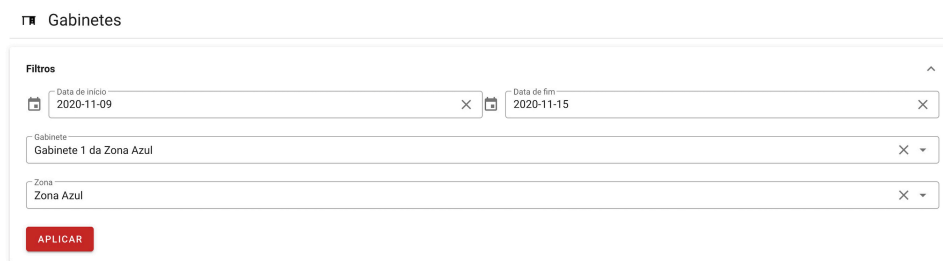 Gabinetes
Filtros
Data de início
2020-11-09
Data de fim
2020-11-15
Gabinete
Gabinete 1 da Zona Azul
Zona
Zona Azul
APLICAR